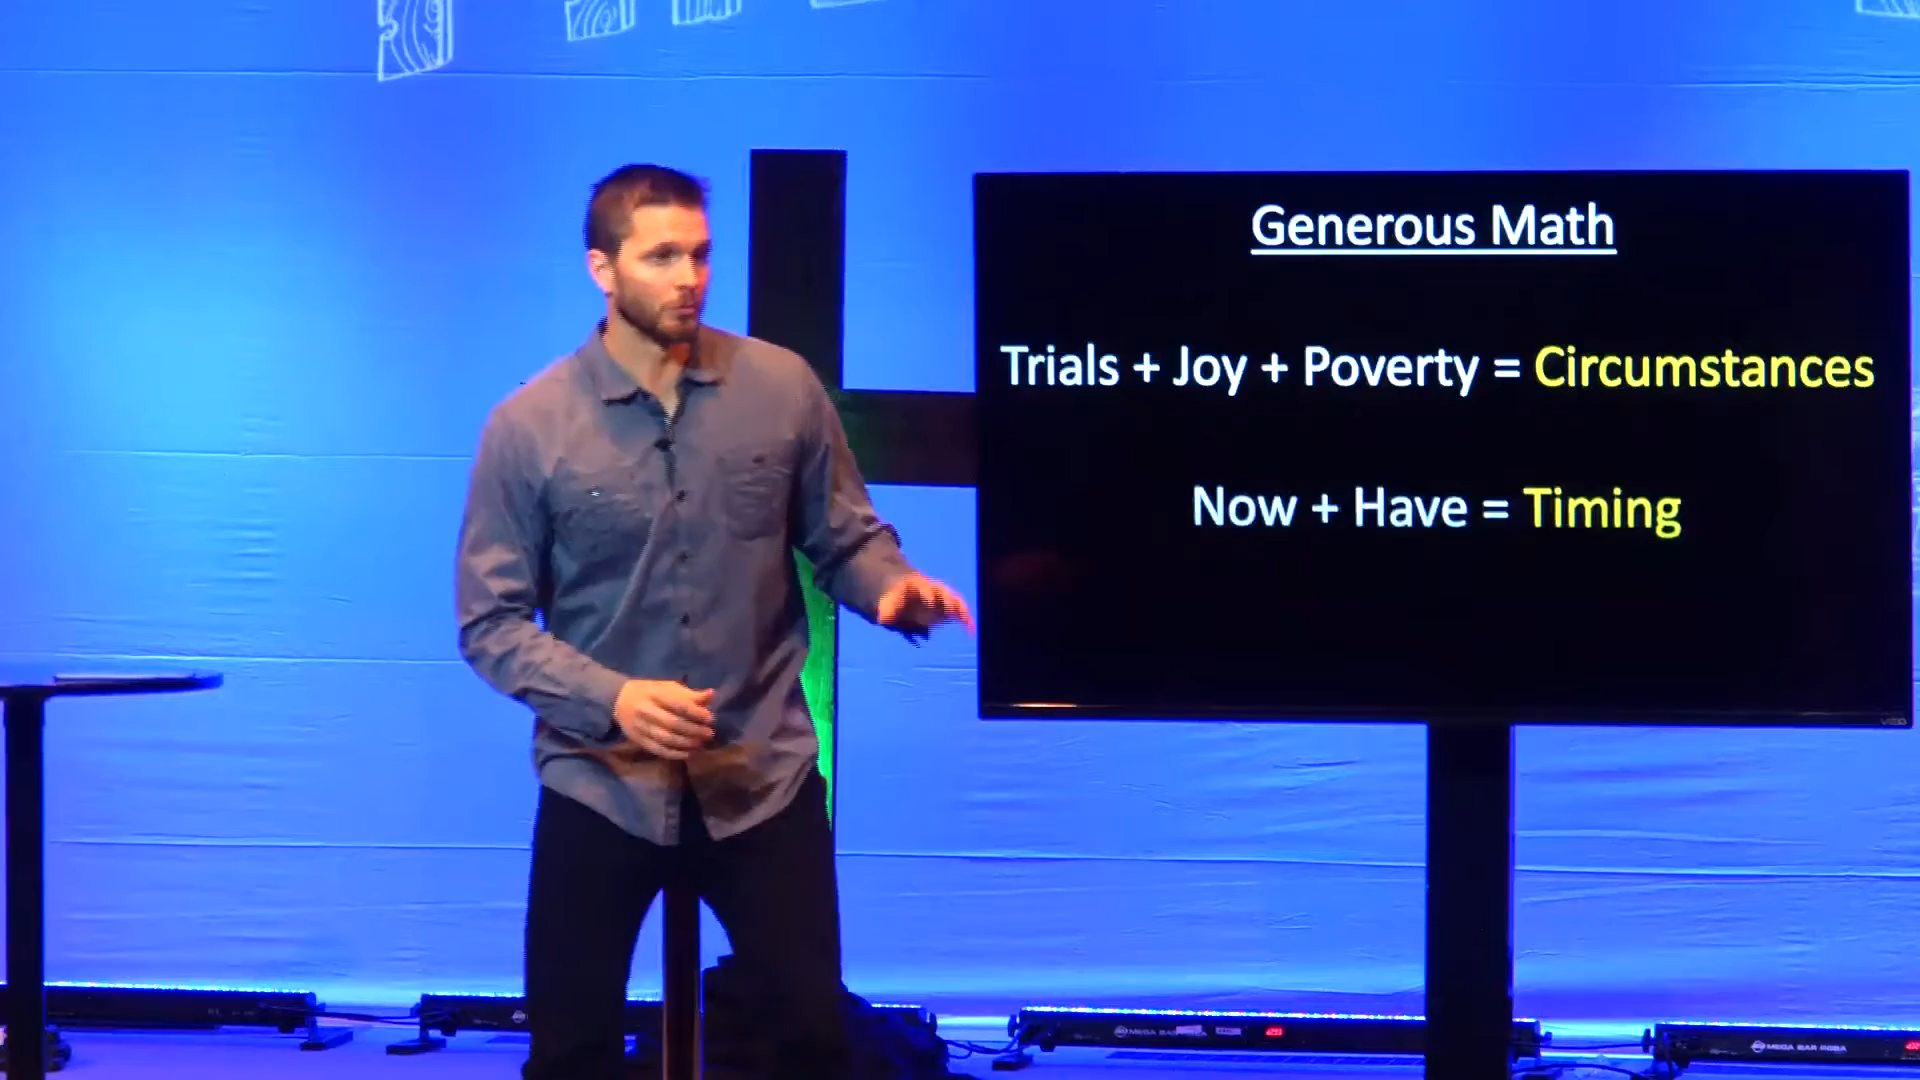 Generous Math
Trials + Joy + Poverty = Circumstances
Now + Have = Timing